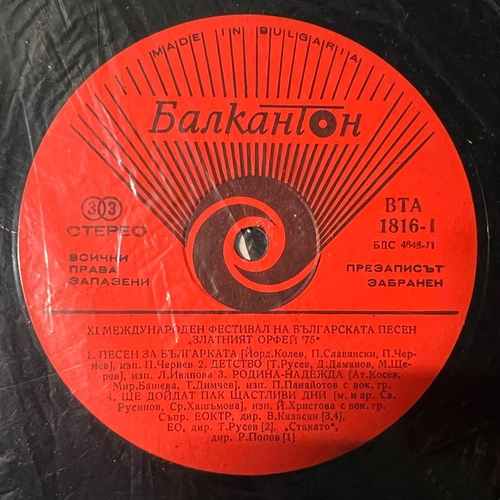 MADE IN BULGARIA
Балкантон
ВТА
1816-I
БДС 4848-71
33
СТЕРЕО
ВСИЧНИ
ПРАВА
ЗАПАЗЕНИ
ПРЕЗАПИСЪТ
ЗАБРАНЕН
XI МЕЖДУНАРОДЕН ФЕСТИВАЛ НА БЪЛГАРСКАТА ПЕСЕН
„ЗЛАТНИЯТ ОРФЕЙ '75"
1. ПЕСЕН ЗА БЪЛГАРКАТА [Йорд. Колев, П. Славянски, П. Чер-
нев], изп. П. Чернев 2. ДЕТСТВО [Т. Русев, Д. Дамянов, М. Ще-
рев], изп. Л. Иванова 3. РОДИНА-НАДЕЖДА [Ат. Косев,
Мир. Башева, Г. Димчев], изп. П. Панайотов с вок. гр.
4. ЩЕ ДОЙДАТ ПАК ЩАСТЛИВИ ДНИ [м. и ар. Св.
Русинов, Ср. Хашъмова], изп. Й. Христова с вок. гр.
Съпр. ЕОКТР, дир. В. Казасян [3,4],
ЕО, дир. Т. Русев [2], „Стакато",
дир. Р. Попов [1]